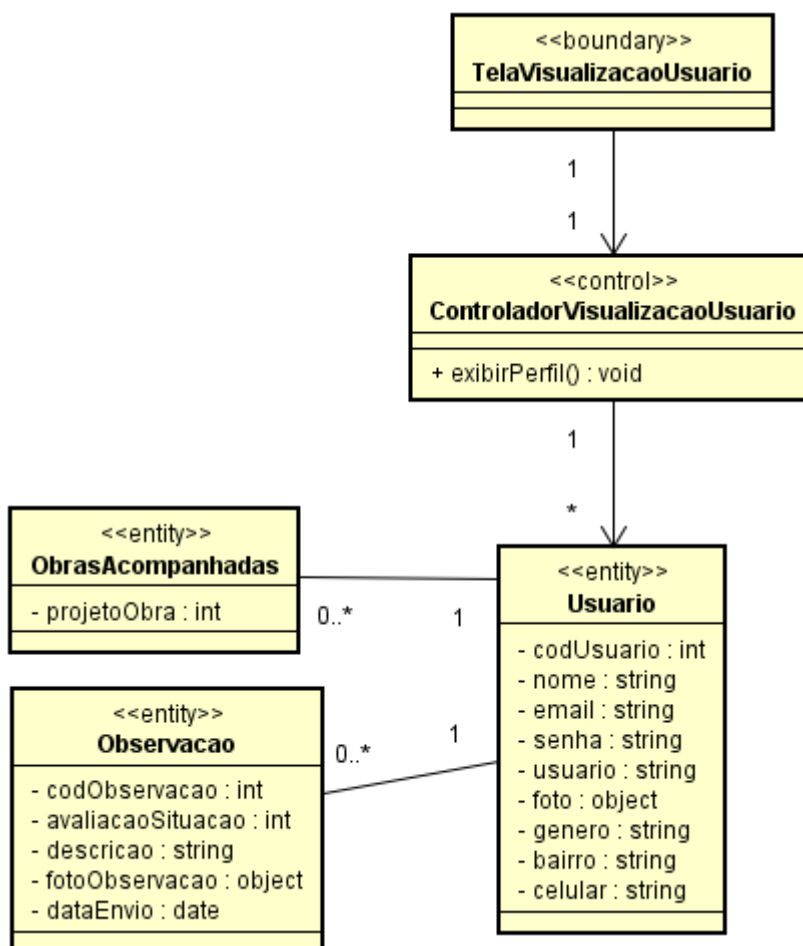 <<boundary>>
TelaVisualizacaoUsuario
1
1
<<control>>
ControladorVisualizacaoUsuario
+ exibirPerfil() : void
1
*
<<entity>>
ObrasAcompanhadas
- projetoObra : int
0..*
1
<<entity>>
Usuario
- codUsuario : int
- nome : string
- email : string
- senha : string
- usuario : string
- foto : object
- genero : string
- bairro : string
- celular : string
<<entity>>
Observacao
- codObservacao : int
- avaliacaoSituacao : int
- descricao : string
- fotoObservacao : object
- dataEnvio : date
0..*
1